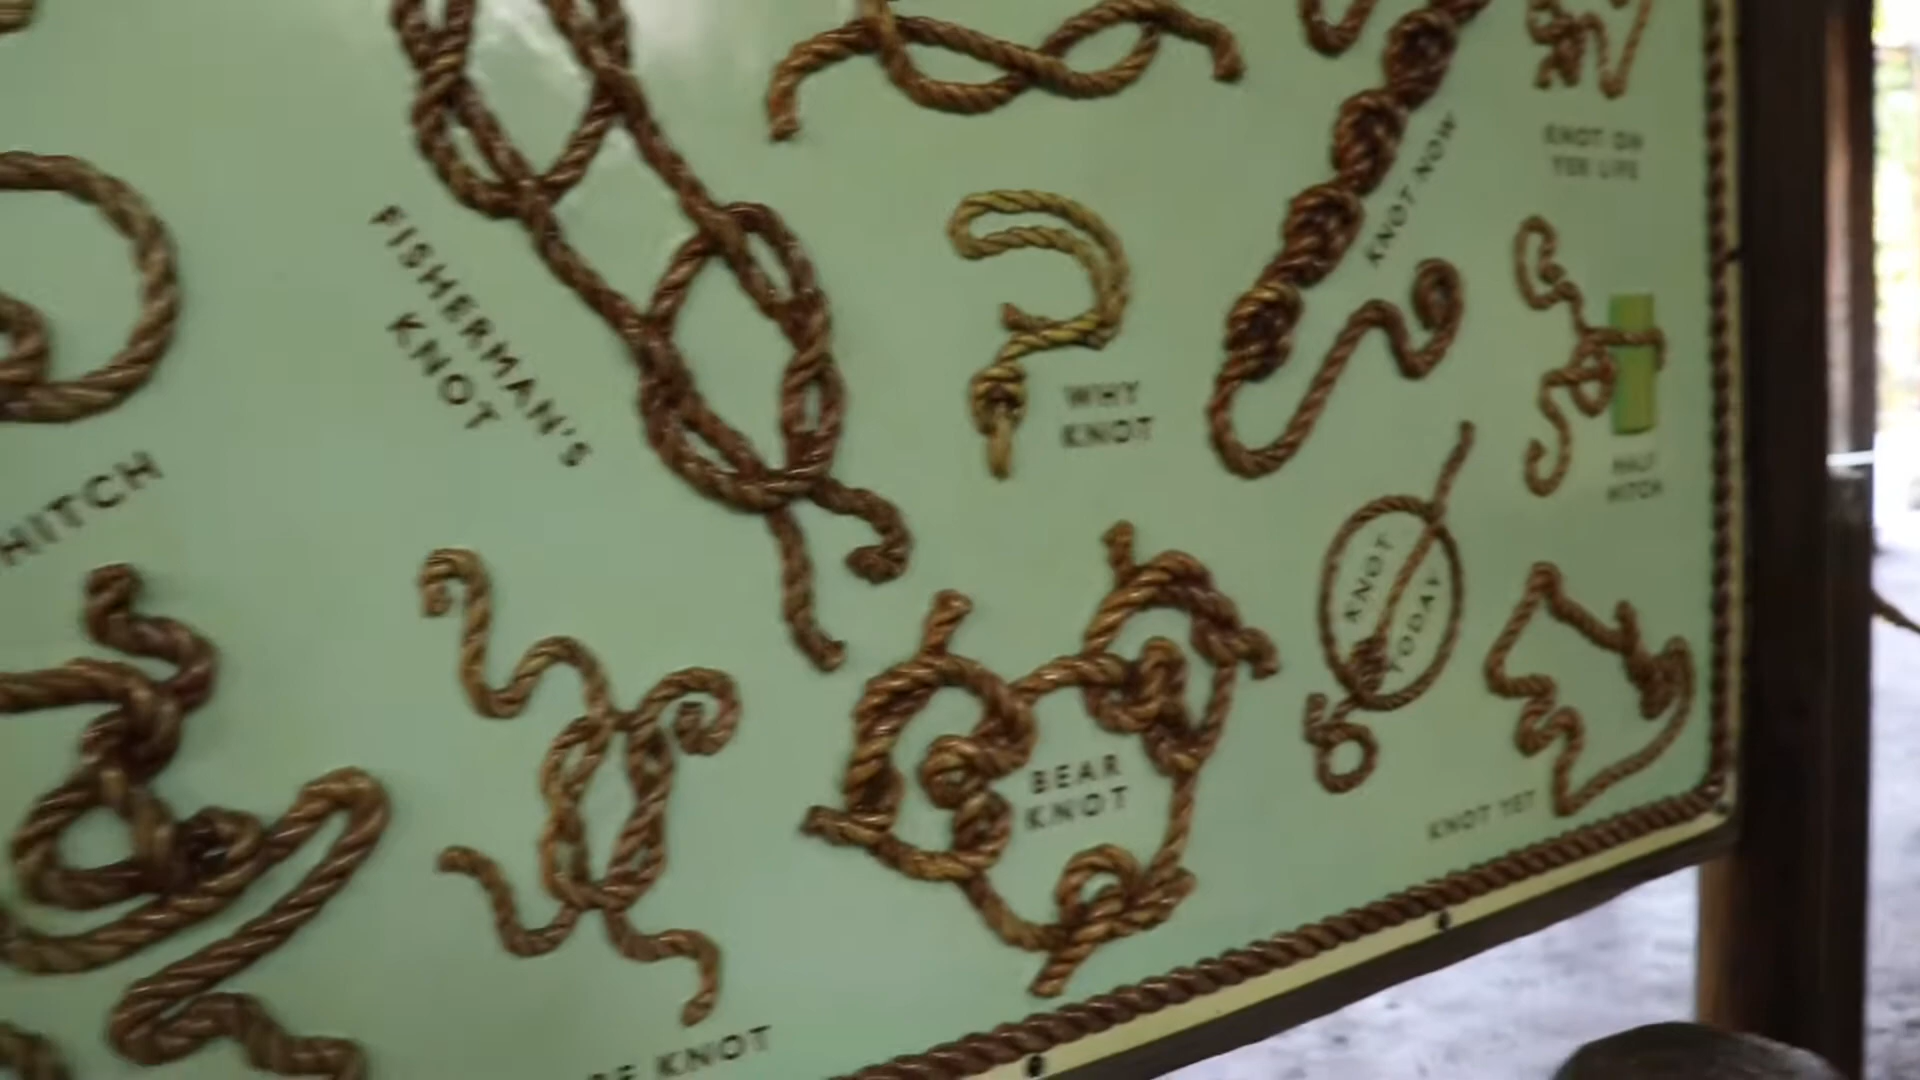 FISHERMAN'S
KNOT
HITCH
WHY
KNOT
KNOT NOW
KNOT ON
YER LIFE
HALF
HITCH
KNOT
TODAY
BEAR
KNOT
KNOT YET
KNOT